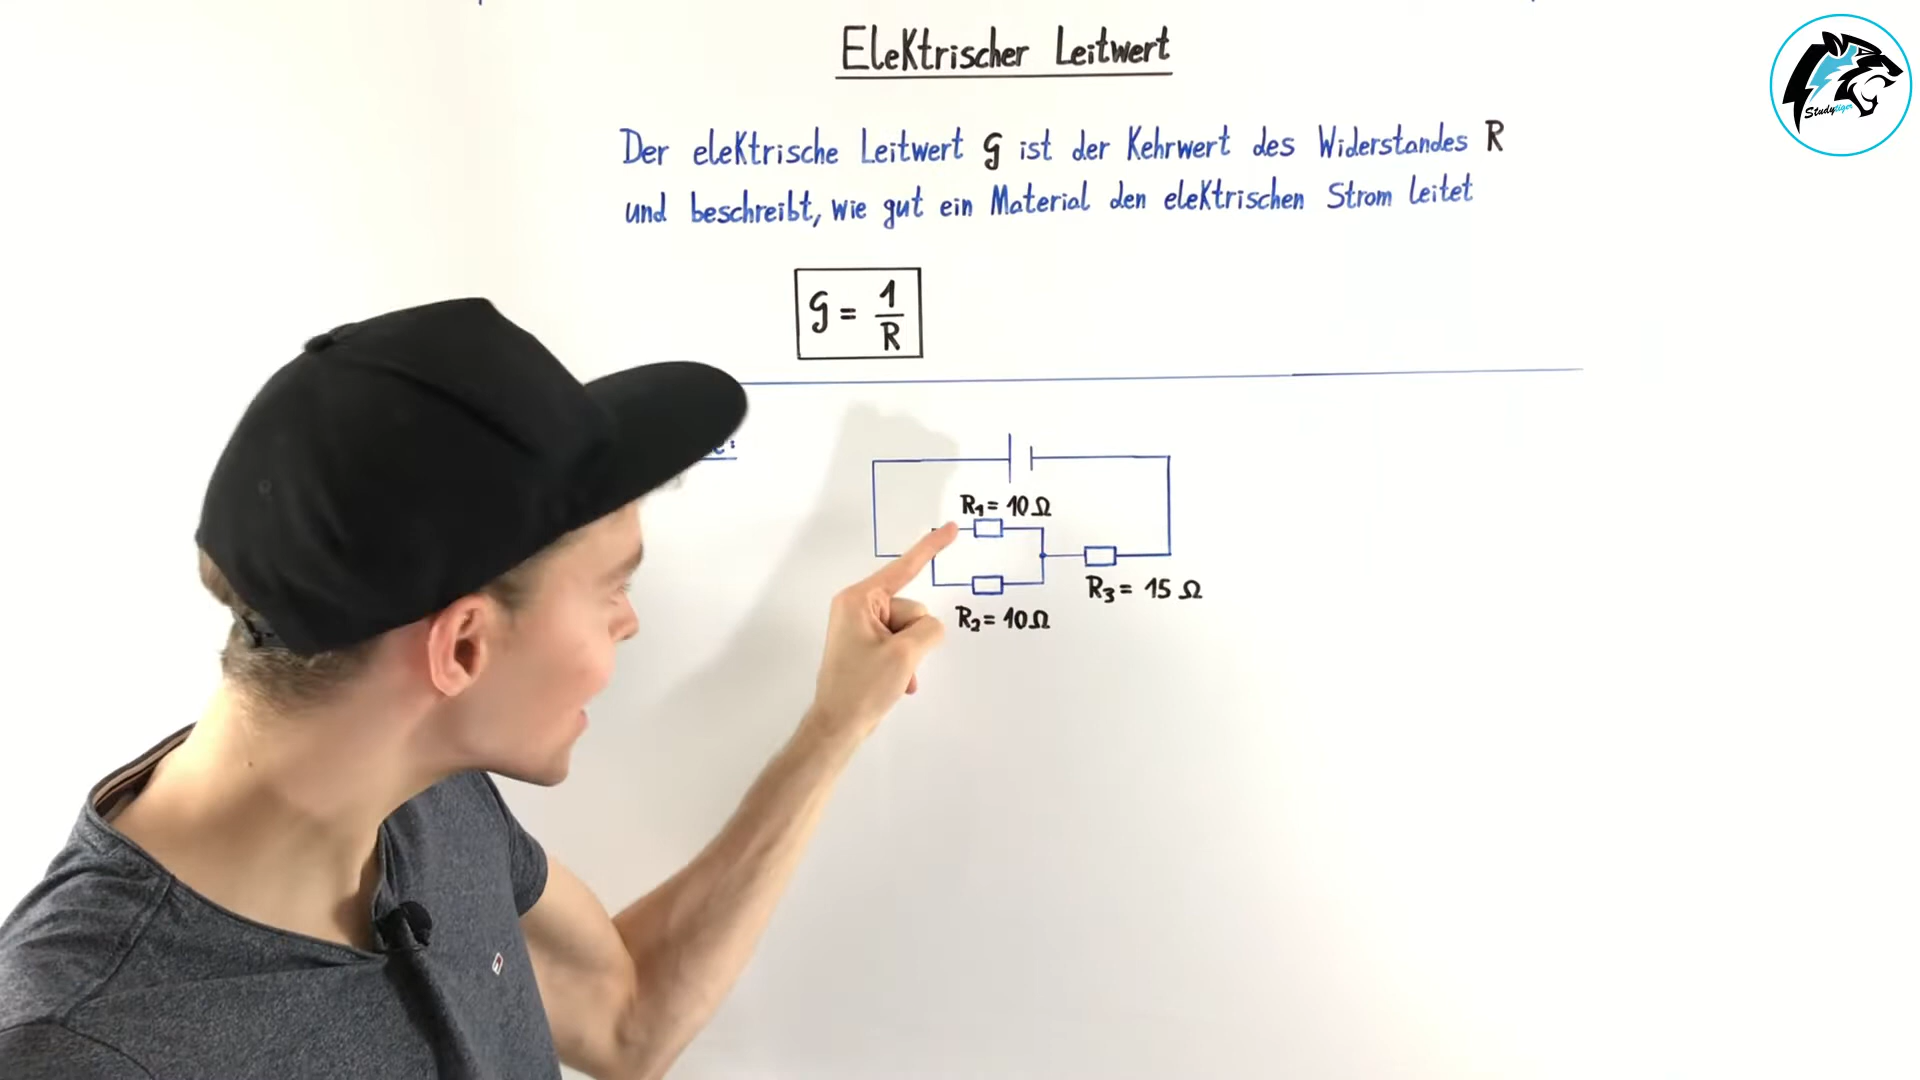 Elektrischer Leitwert
Studytiger
Der elektrische Leitwert G ist der Kehrwert des Widerstandes R
und beschreibt, wie gut ein Material den elektrischen Strom leitet
G = 1/R
R₁ = 10 Ω
R₃ = 15 Ω
R₂ = 10 Ω